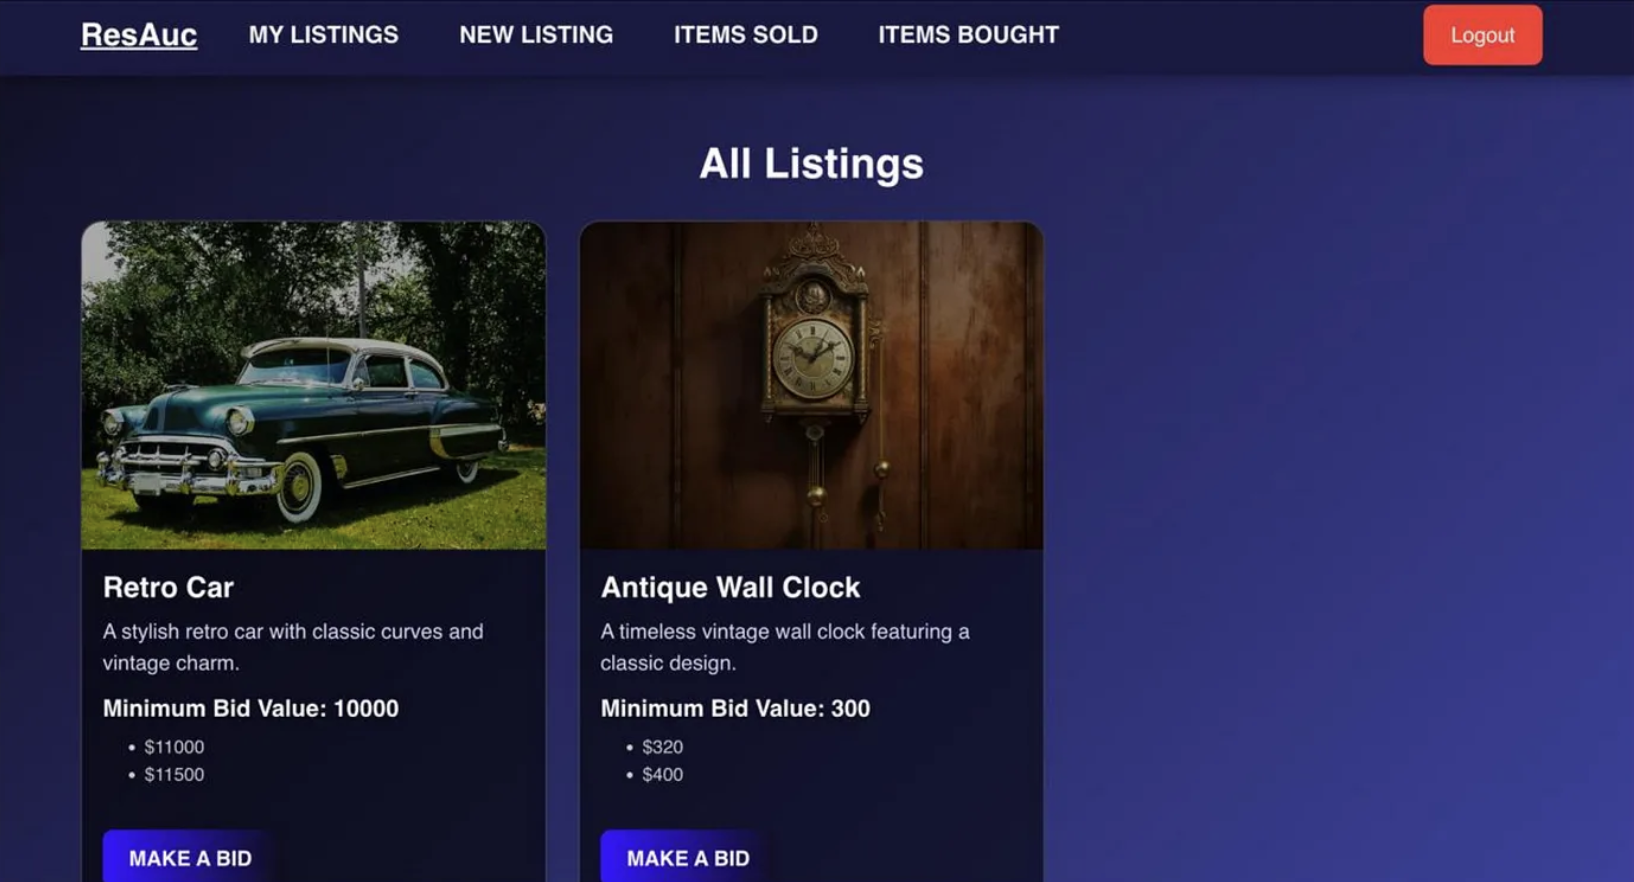 ResAuc MY LISTINGS NEW LISTING ITEMS SOLD ITEMS BOUGHT Logout
All Listings
Retro Car
A stylish retro car with classic curves and
vintage charm.
Minimum Bid Value: 10000
• $11000
• $11500
MAKE A BID
Antique Wall Clock
A timeless vintage wall clock featuring a
classic design.
Minimum Bid Value: 300
• $320
• $400
MAKE A BID